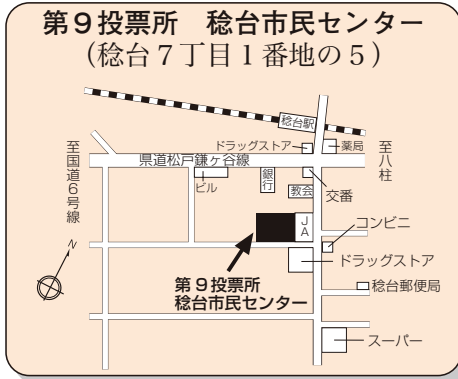 第９投票所　稔台市民センター
（稔台７丁目１番地の５）
稔台駅
ドラッグストア
薬局
至国道６号線
県道松戸鎌ヶ谷線
至八柱
ビル
銀行
教会
交番
JA
コンビニ
ドラッグストア
N
第９投票所
稔台市民センター
稔台郵便局
スーパー